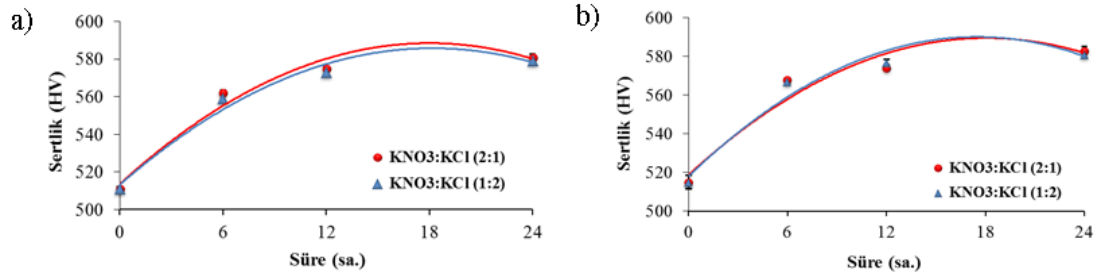 a)
Sertlik (HV)
600
580
560
540
520
500
0 6 12 18 24
Süre (sa.)
KNO3:KCl (2:1)
KNO3:KCl (1:2)
b)
Sertlik (HV)
600
580
560
540
520
500
0 6 12 18 24
Süre (sa.)
KNO3:KCl (2:1)
KNO3:KCl (1:2)